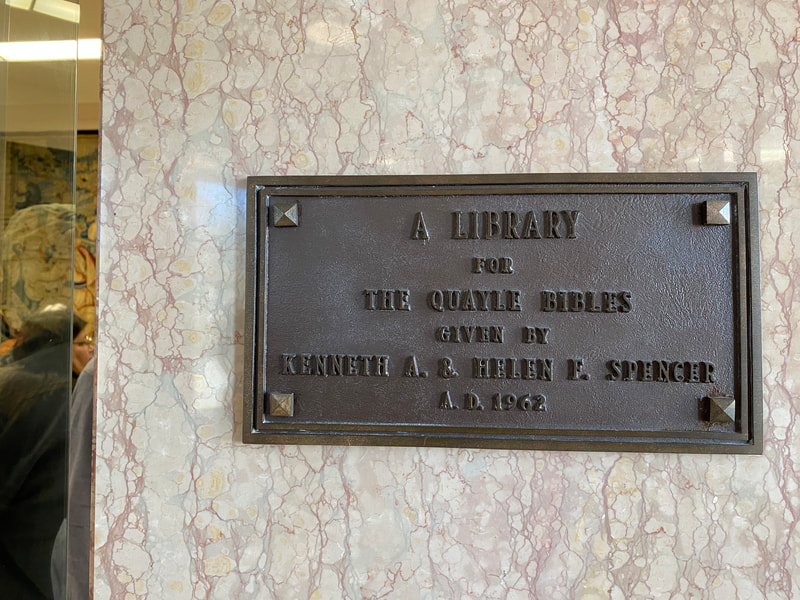 A LIBRARY
FOR
THE QUAYLE BIBLES
GIVEN BY
KENNETH A. & HELEN F. SPENCER
A.D. 1962